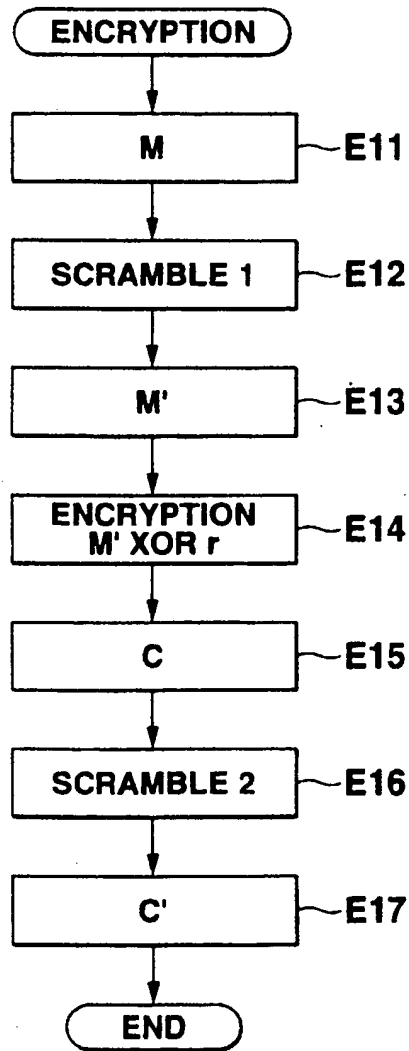 ENCRYPTION
M E11
SCRAMBLE 1 E12
M' E13
ENCRYPTION
M' XOR r E14
C E15
SCRAMBLE 2 E16
C' E17
END